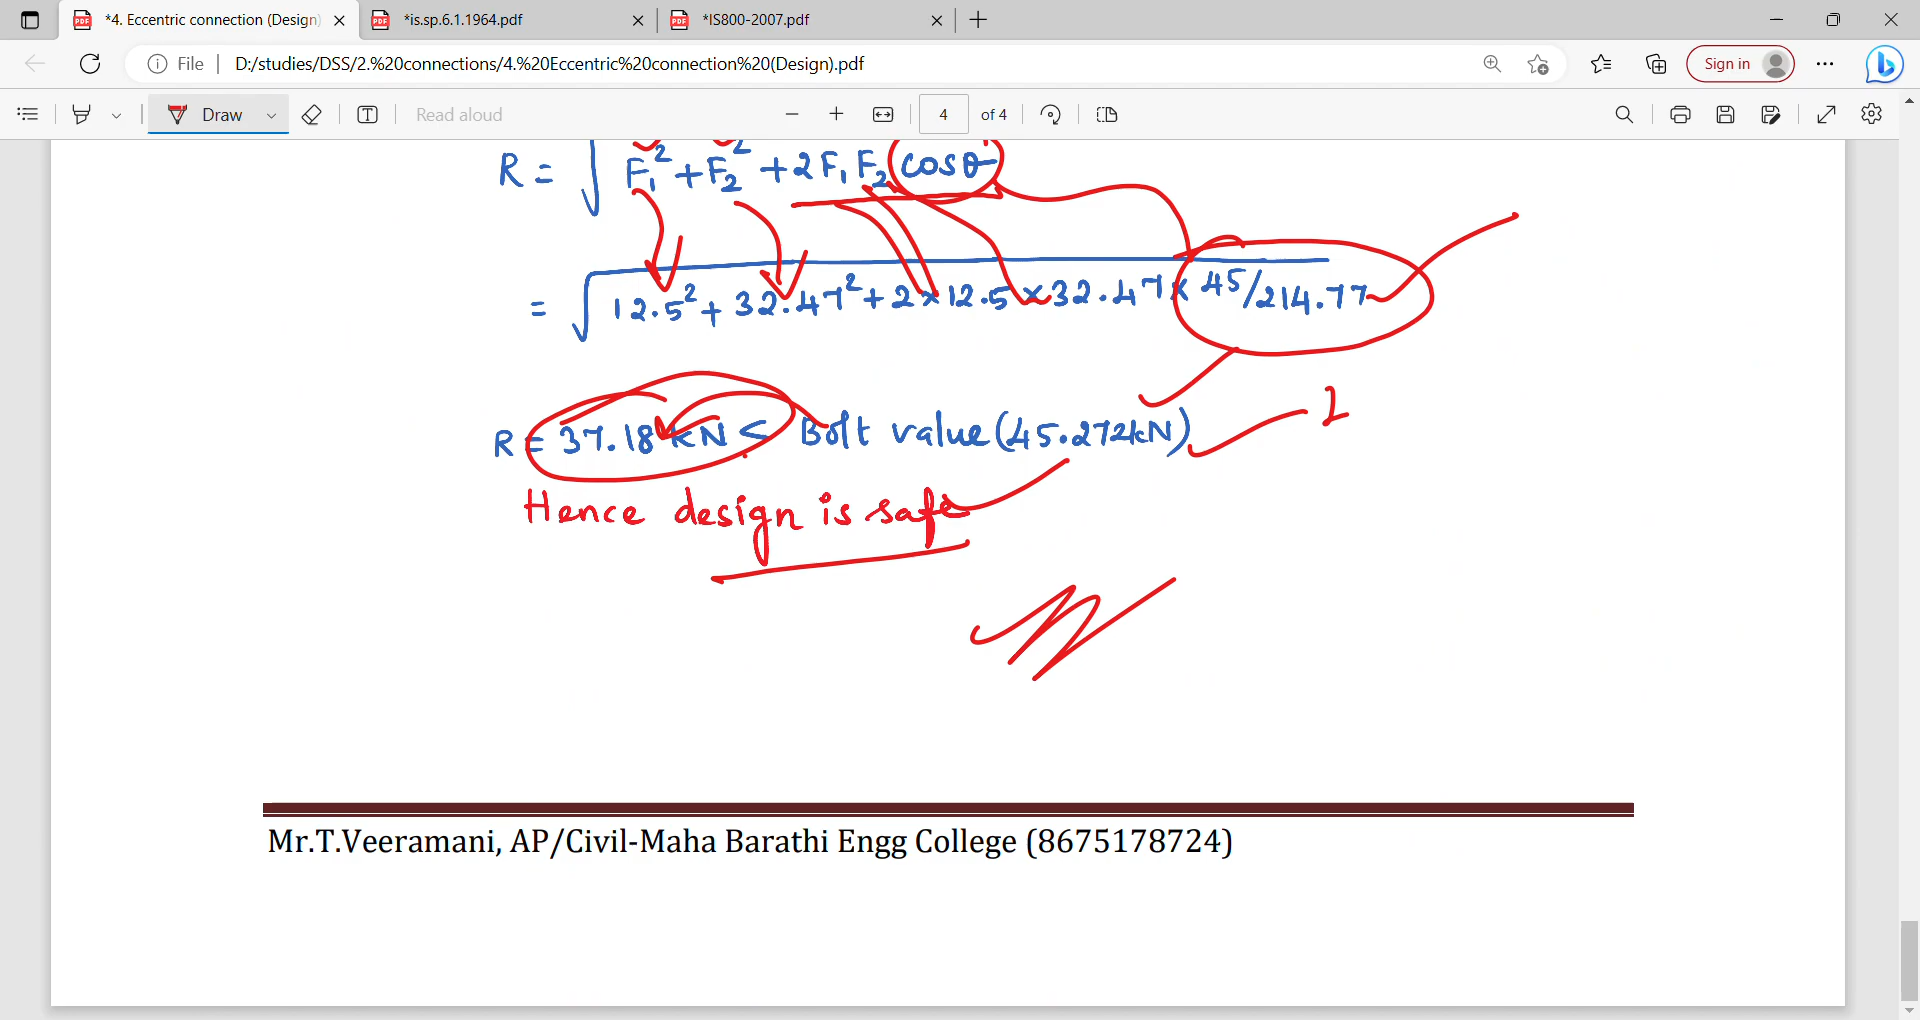 *4. Eccentric connection (Design)
*is.sp.6.1.1964.pdf
*IS800-2007.pdf
File
D:/studies/DSS/2.%20connections/4.%20Eccentric%20connection%20(Design).pdf
Sign in
Draw
T
Read aloud
4
of 4
R = √F₁² + F₂² + 2F₁F₂ cosθ
= √12.5² + 32.47² + 2×12.5×32.47× 45/214.77
R = 37.18 kN < Bolt value (45.272kN)
Hence design is safe
Mr.T.Veeramani, AP/Civil-Maha Barathi Engg College (8675178724)